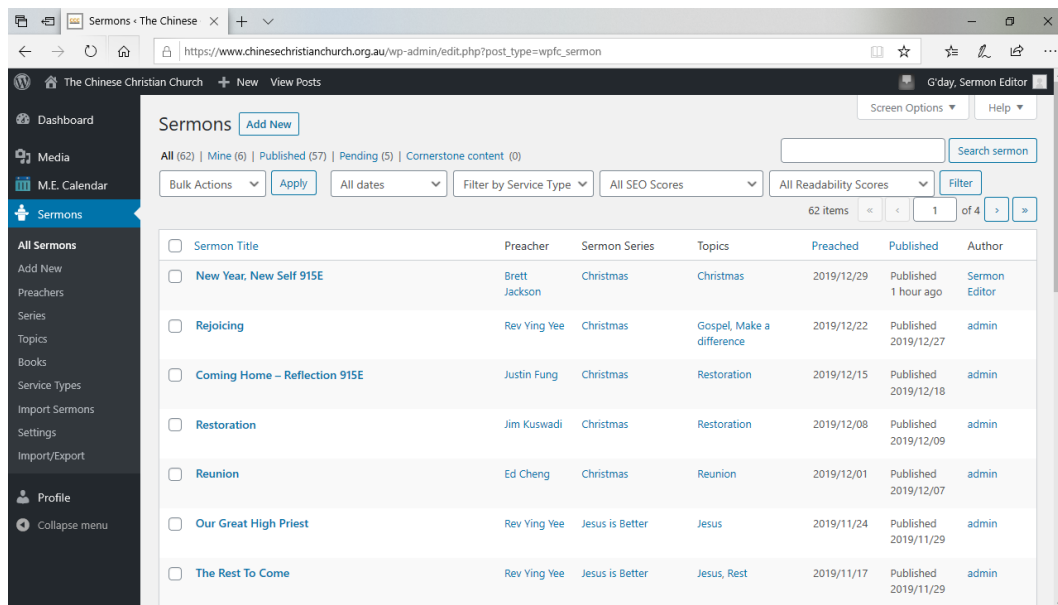 Sermons ‹ The Chinese
https://www.chinesechristianchurch.org.au/wp-admin/edit.php?post_type=wpfc_sermon
The Chinese Christian Church + New View Posts G'day, Sermon Editor
Screen Options ▼ Help ▼
Dashboard
Media
M.E. Calendar
Sermons
All Sermons
Add New
Preachers
Series
Topics
Books
Service Types
Import Sermons
Settings
Import/Export
Profile
Collapse menu
Sermons Add New
All (62) | Mine (6) | Published (57) | Pending (5) | Cornerstone content (0)
Search sermon
Bulk Actions Apply All dates Filter by Service Type All SEO Scores All Readability Scores Filter
62 items « ‹ 1 of 4 › »
Sermon Title Preacher Sermon Series Topics Preached Published Author
New Year, New Self 915E Brett Christmas Christmas 2019/12/29 Published Sermon
Jackson 1 hour ago Editor
Rejoicing Rev Ying Yee Christmas Gospel, Make a 2019/12/22 Published admin
difference 2019/12/27
Coming Home – Reflection 915E Justin Fung Christmas Restoration 2019/12/15 Published admin
2019/12/18
Restoration Jim Kuswadi Christmas Restoration 2019/12/08 Published admin
2019/12/09
Reunion Ed Cheng Christmas Reunion 2019/12/01 Published admin
2019/12/07
Our Great High Priest Rev Ying Yee Jesus is Better Jesus 2019/11/24 Published admin
2019/11/29
The Rest To Come Rev Ying Yee Jesus is Better Jesus, Rest 2019/11/17 Published admin
2019/11/29